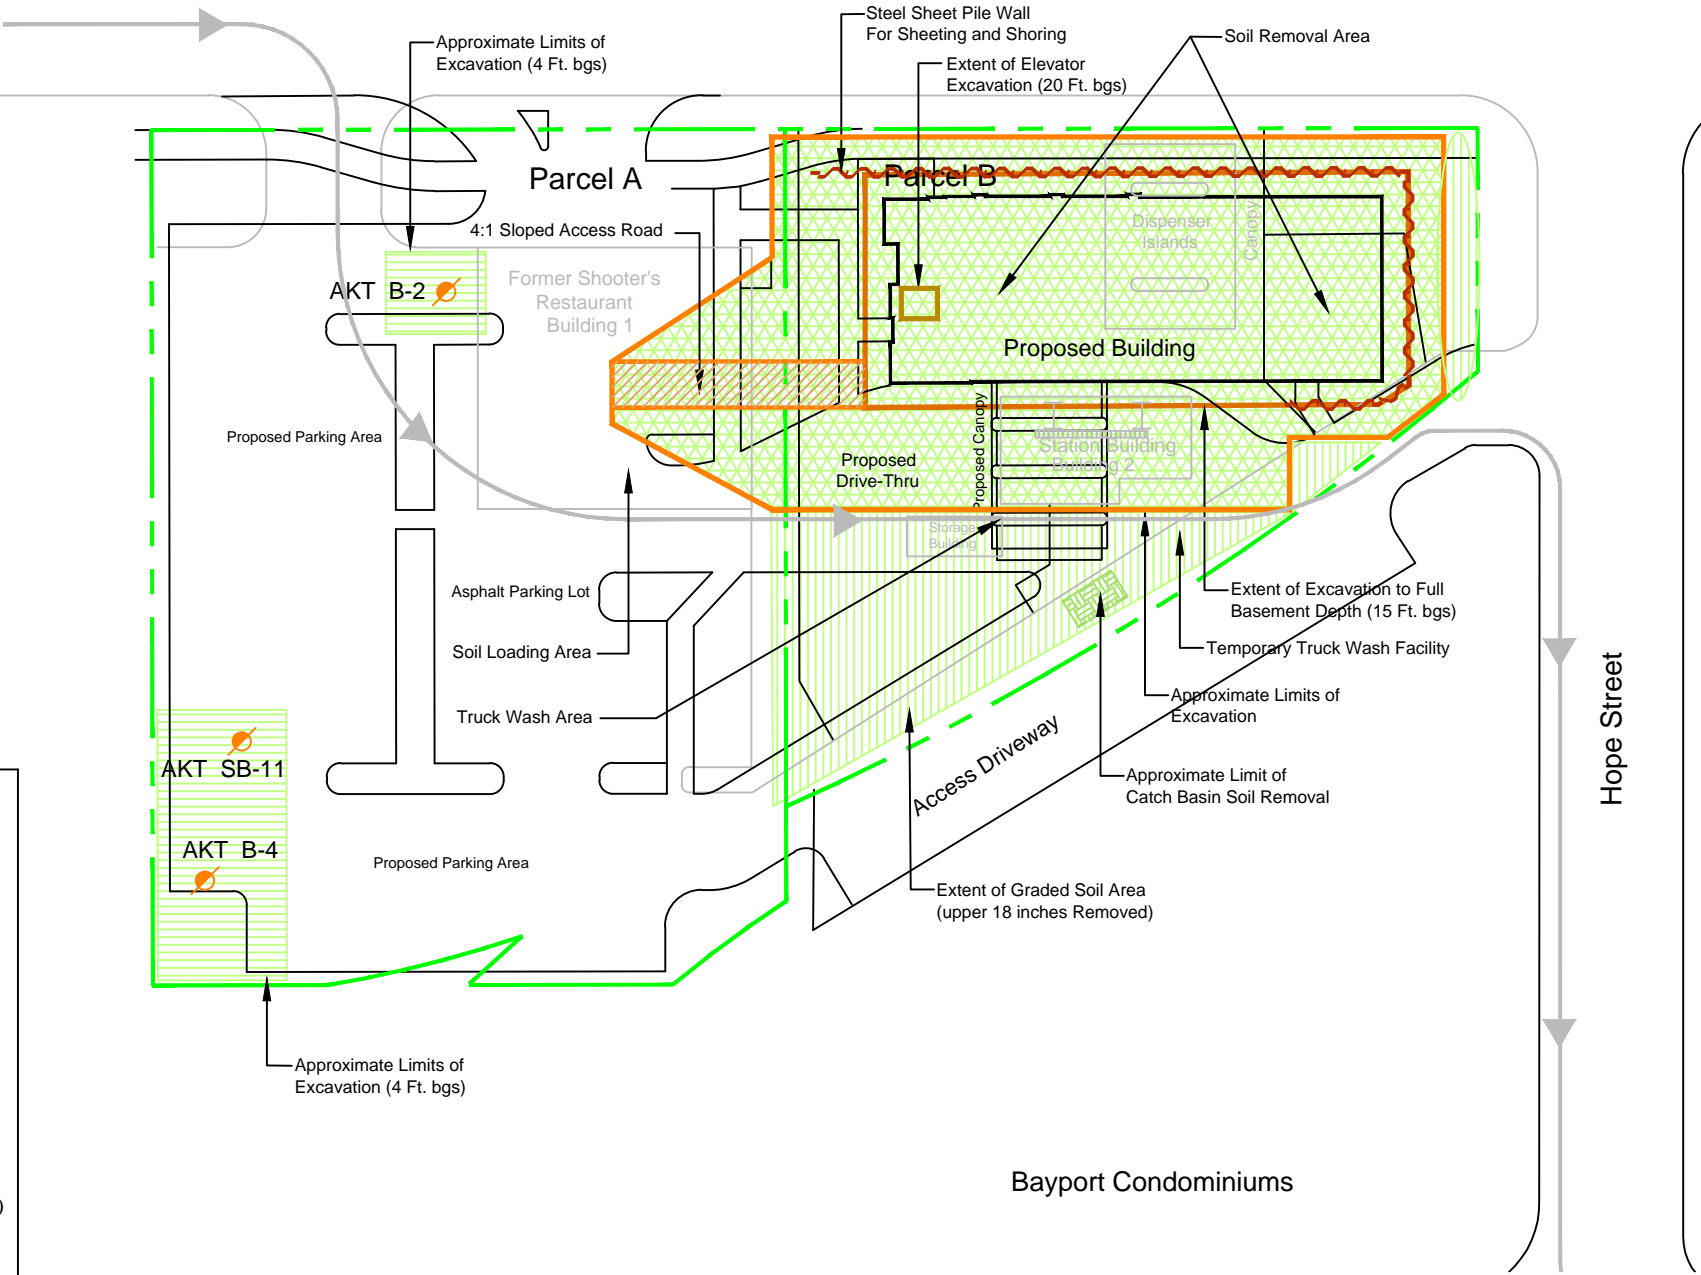 Steel Sheet Pile Wall
For Sheeting and Shoring
Approximate Limits of
Excavation (4 Ft. bgs)
Soil Removal Area
Extent of Elevator
Excavation (20 Ft. bgs)
Parcel A
Parcel B
4:1 Sloped Access Road
Dispenser
Islands
Canopy
AKT B-2
Former Shooter's
Restaurant
Building 1
Proposed Building
Proposed Parking Area
Proposed Canopy
Station Building
Building 2
Proposed
Drive-Thru
Storage
Building
Asphalt Parking Lot
Extent of Excavation to Full
Basement Depth (15 Ft. bgs)
Soil Loading Area
Temporary Truck Wash Facility
Hope Street
Truck Wash Area
Approximate Limits of
Excavation
AKT SB-11
Access Driveway
Approximate Limit of
Catch Basin Soil Removal
AKT B-4
Proposed Parking Area
Extent of Graded Soil Area
(upper 18 inches Removed)
Approximate Limits of
Excavation (4 Ft. bgs)
Bayport Condominiums
)